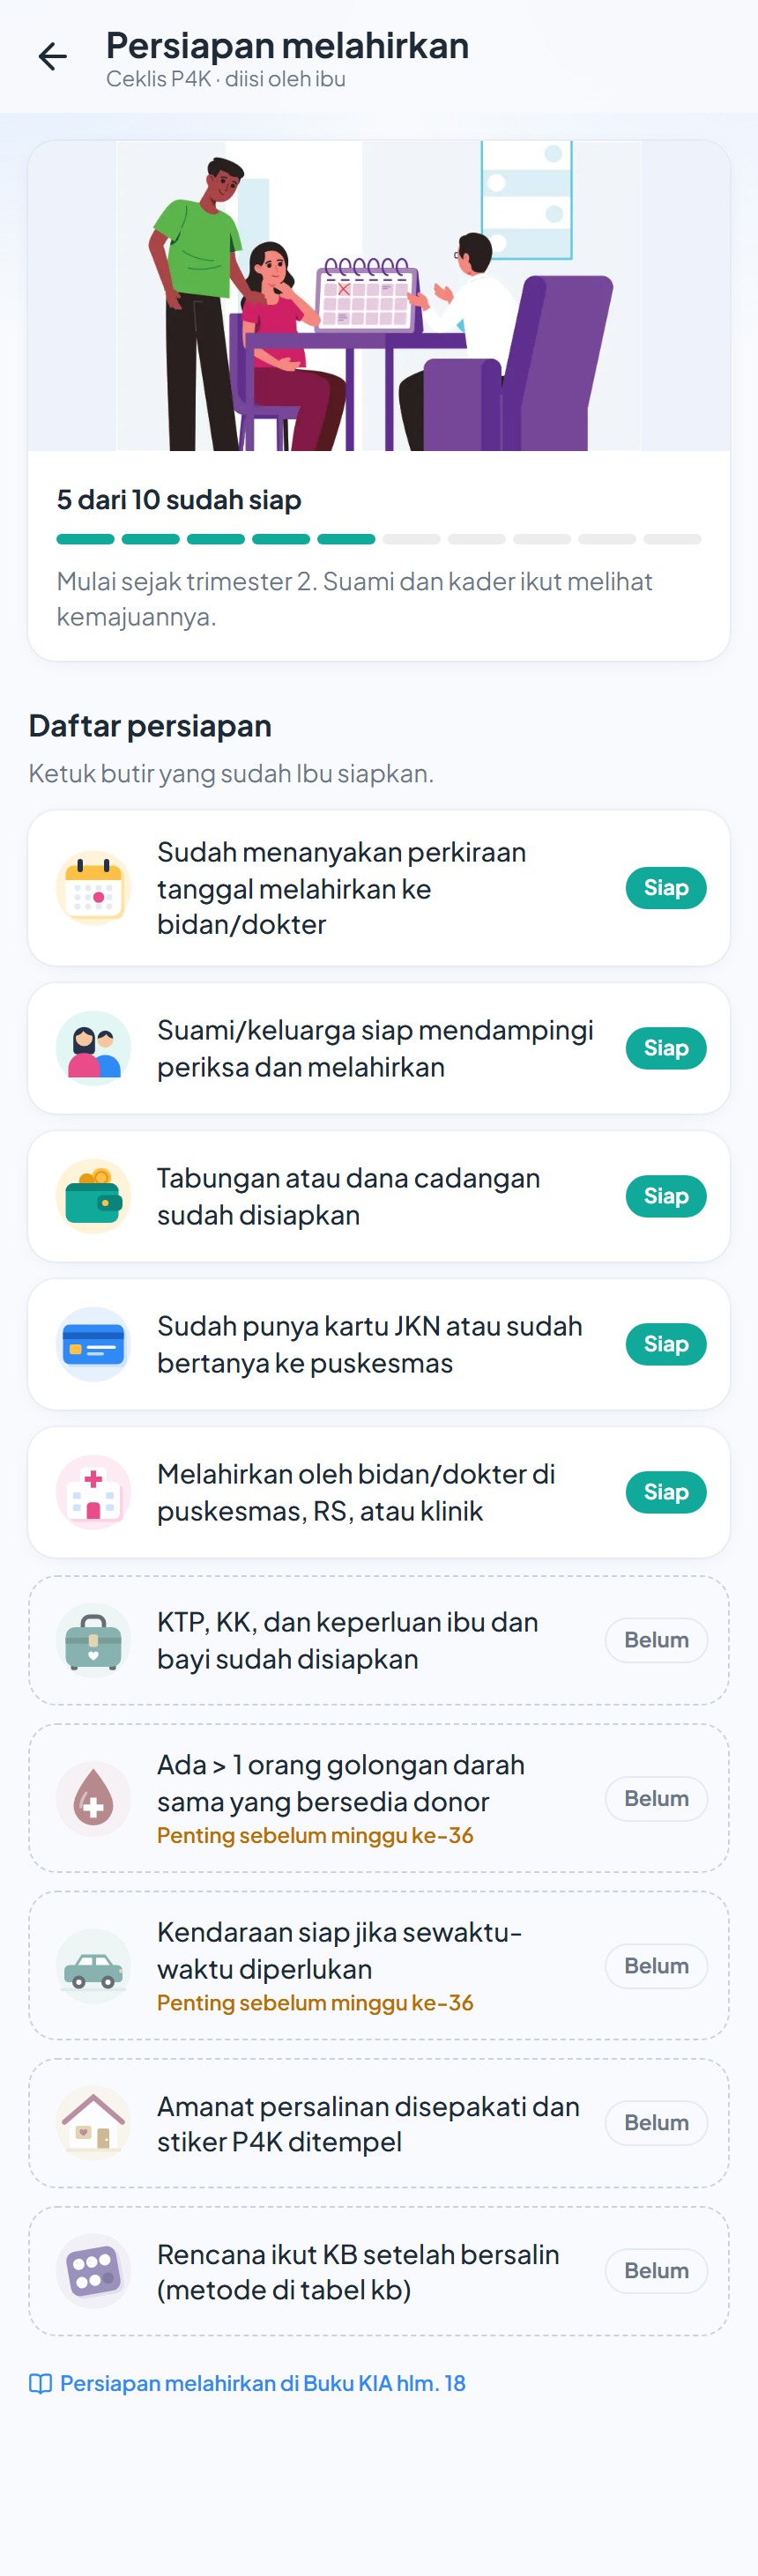 Persiapan melahirkan
Ceklis P4K · diisi oleh ibu
5 dari 10 sudah siap
Mulai sejak trimester 2. Suami dan kader ikut melihat
kemajuannya.
Daftar persiapan
Ketuk butir yang sudah Ibu siapkan.
Sudah menanyakan perkiraan
tanggal melahirkan ke
bidan/dokter
Siap
Suami/keluarga siap mendampingi
periksa dan melahirkan
Siap
Tabungan atau dana cadangan
sudah disiapkan
Siap
Sudah punya kartu JKN atau sudah
bertanya ke puskesmas
Siap
Melahirkan oleh bidan/dokter di
puskesmas, RS, atau klinik
Siap
KTP, KK, dan keperluan ibu dan
bayi sudah disiapkan
Belum
Ada > 1 orang golongan darah
sama yang bersedia donor
Penting sebelum minggu ke-36
Belum
Kendaraan siap jika sewaktu-
waktu diperlukan
Penting sebelum minggu ke-36
Belum
Amanat persalinan disepakati dan
stiker P4K ditempel
Belum
Rencana ikut KB setelah bersalin
(metode di tabel kb)
Belum
Persiapan melahirkan di Buku KIA hlm. 18